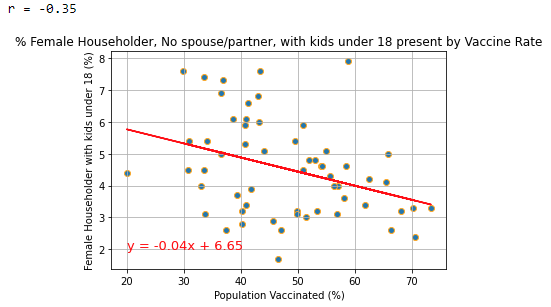 r = -0.35
% Female Householder, No spouse/partner, with kids under 18 present by Vaccine Rate
Female Householder with kids under 18 (%)
8
7
6
5
4
3
2
y = -0.04x + 6.65
20 30 40 50 60 70
Population Vaccinated (%)